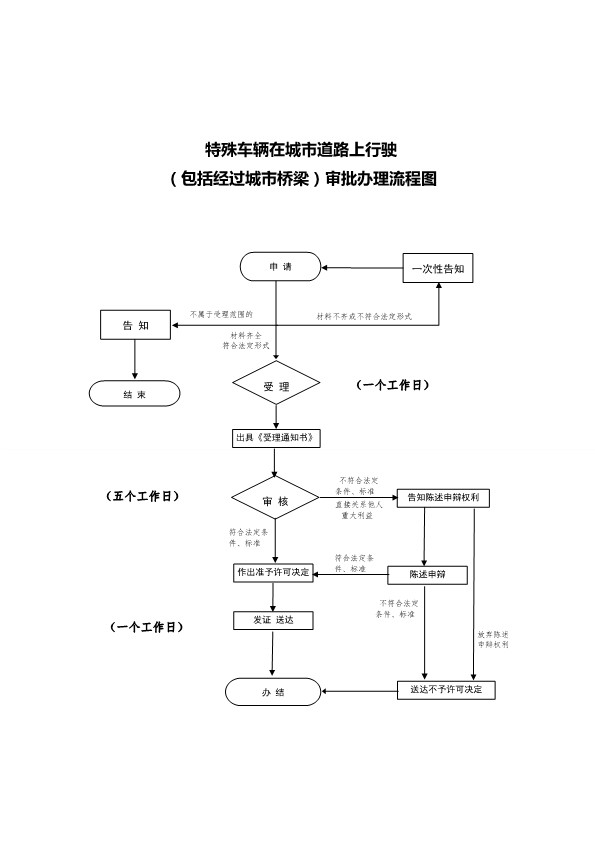 特殊车辆在城市道路上行驶
（包括经过城市桥梁）审批办理流程图
申 请
一次性告知
不属于受理范围的
材料不齐或不符合法定形式
告 知
材料齐全
符合法定形式
受 理
（一个工作日）
结 束
出具《受理通知书》
不符合法定
条件、标准
（五个工作日）
审 核
告知陈述申辩权利
直接关系他人
重大利益
符合法定条
件、标准
符合法定条
件、标准
作出准予许可决定
陈述申辩
不符合法定
条件、标准
发证 送达
（一个工作日）
放弃陈述
申辩权利
办 结
送达不予许可决定